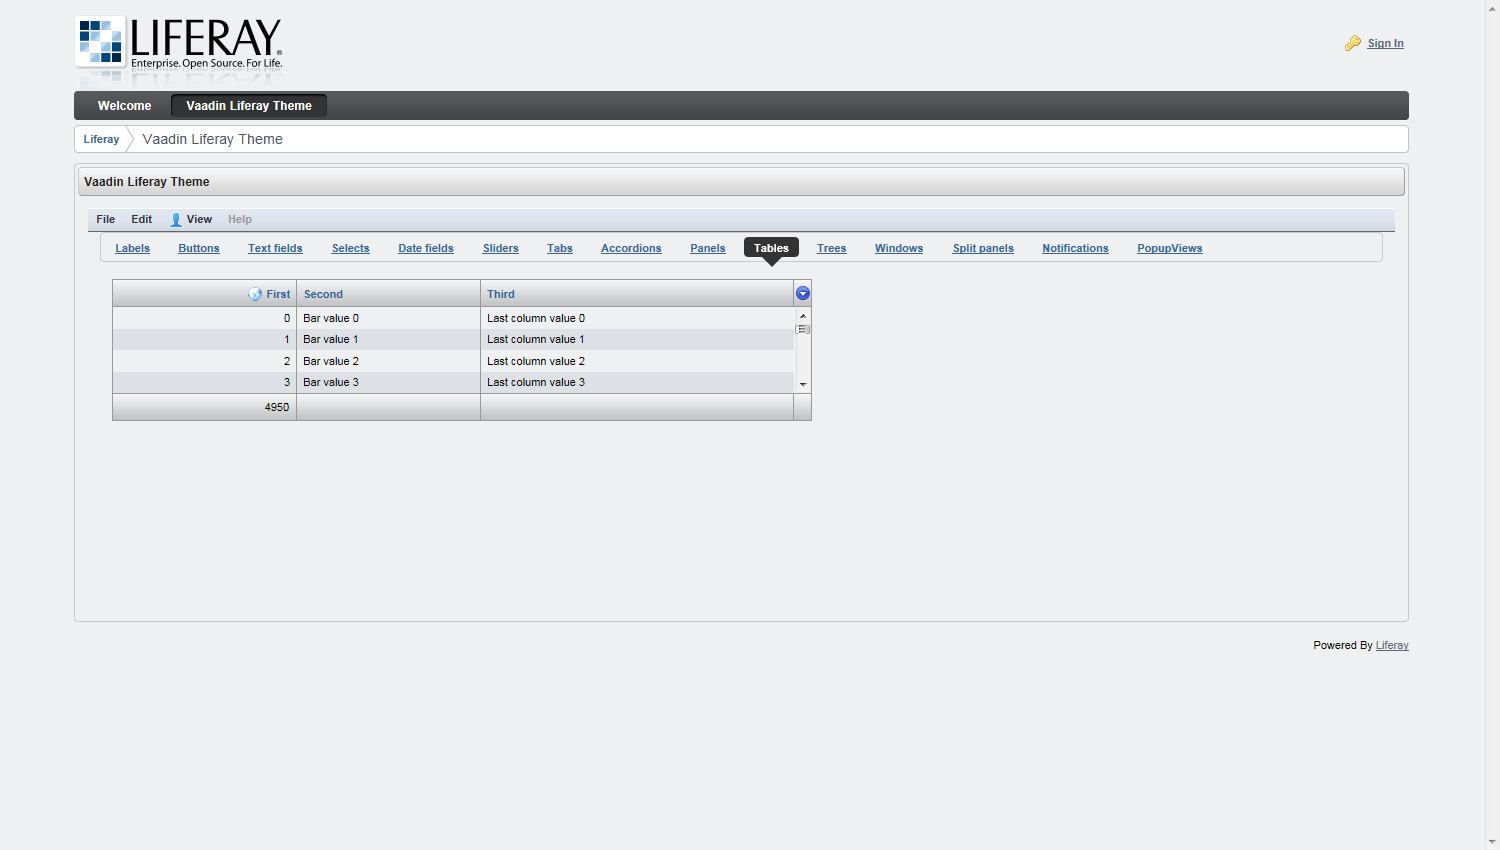 LIFERAY®
Enterprise. Open Source. For Life.
Sign In
Welcome Vaadin Liferay Theme
Liferay Vaadin Liferay Theme
Vaadin Liferay Theme
File Edit View Help
Labels Buttons Text fields Selects Date fields Sliders Tabs Accordions Panels Tables Trees Windows Split panels Notifications PopupViews
First Second Third
0 Bar value 0 Last column value 0
1 Bar value 1 Last column value 1
2 Bar value 2 Last column value 2
3 Bar value 3 Last column value 3
4950
Powered By Liferay